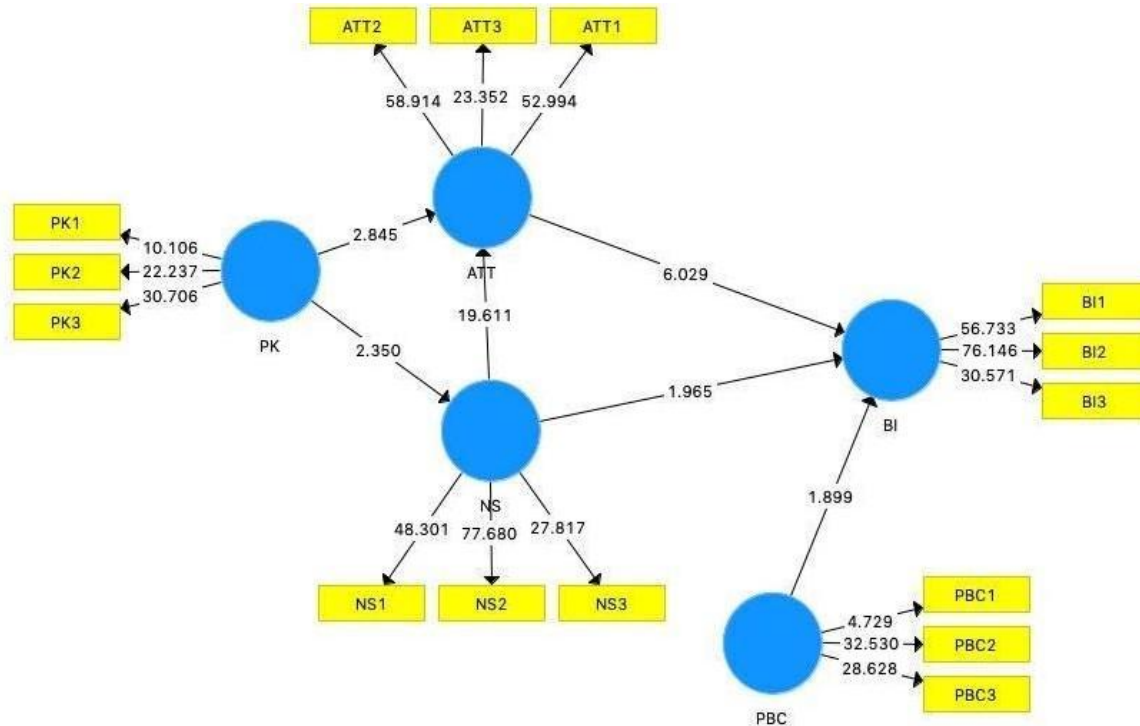 ATT2 ATT3 ATT1
58.914 23.352 52.994
PK1
PK2
PK3
10.106
22.237
30.706
PK
2.845
ATT
6.029
19.611
2.350
1.965
BI1
BI2
BI3
56.733
76.146
30.571
BI
NS
48.301 77.680 27.817
NS1 NS2 NS3
1.899
PBC1
PBC2
PBC3
4.729
32.530
28.628
PBC